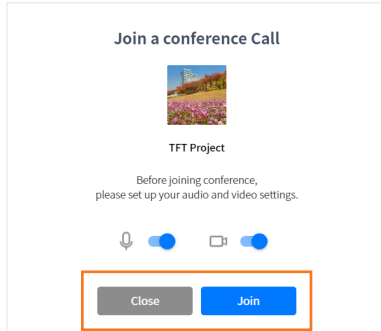 Join a conference Call
TFT Project
Before joining conference,
please set up your audio and video settings.
Close
Join